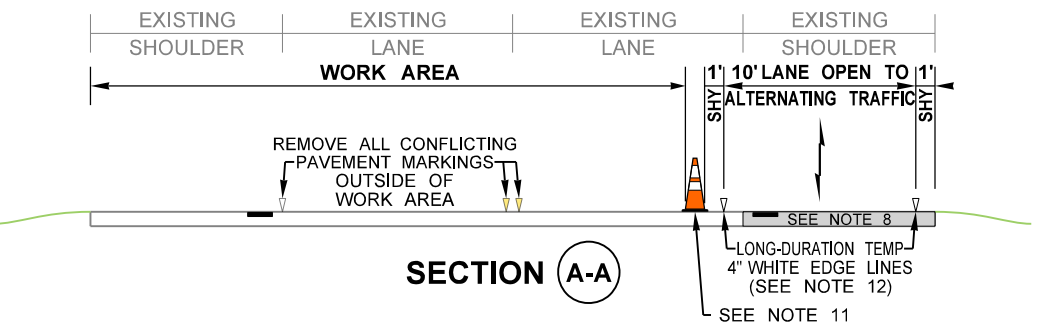 EXISTING EXISTING EXISTING EXISTING
SHOULDER LANE LANE SHOULDER
WORK AREA
1' 10' LANE OPEN TO 1'
SHY ALTERNATING TRAFFIC SHY
REMOVE ALL CONFLICTING
PAVEMENT MARKINGS
OUTSIDE OF
WORK AREA
SEE NOTE 8
LONG-DURATION TEMP
4" WHITE EDGE LINES
(SEE NOTE 12)
SECTION A-A
SEE NOTE 11